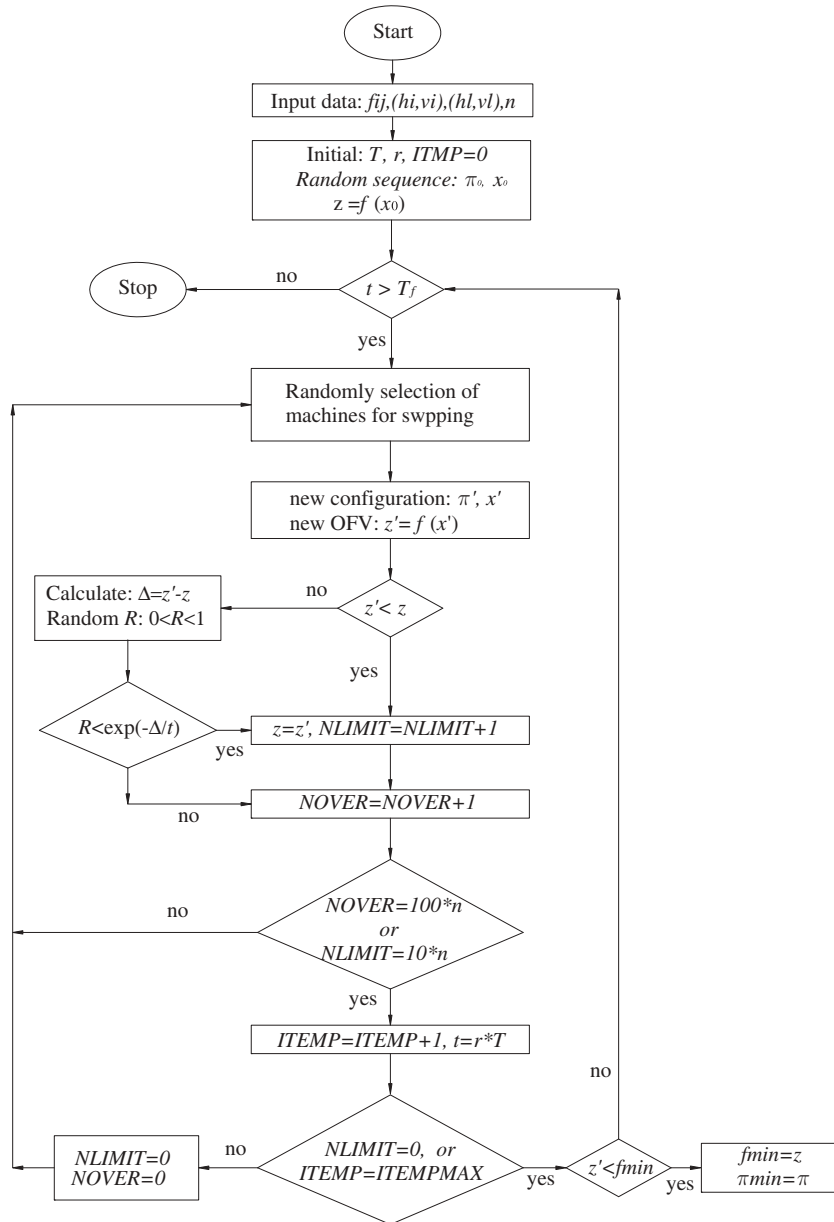 Start
Input data: fij,(hi,vi),(hl,vl),n
Initial: T, r, ITMP=0
Random sequence: π₀, x₀
z =f (x₀)
no
Stop
t > Tf
yes
Randomly selection of
machines for swpping
new configuration: π', x'
new OFV: z'= f (x')
Calculate: Δ=z'-z
Random R: 0<R<1
no
z'< z
yes
R<exp(-Δ/t)
yes
z=z', NLIMIT=NLIMIT+1
no
NOVER=NOVER+1
no
NOVER=100*n
or
NLIMIT=10*n
yes
ITEMP=ITEMP+1, t=r*T
no
NLIMIT=0
NOVER=0
no
NLIMIT=0, or
ITEMP=ITEMPMAX
yes
z'<fmin
yes
fmin=z
πmin=π